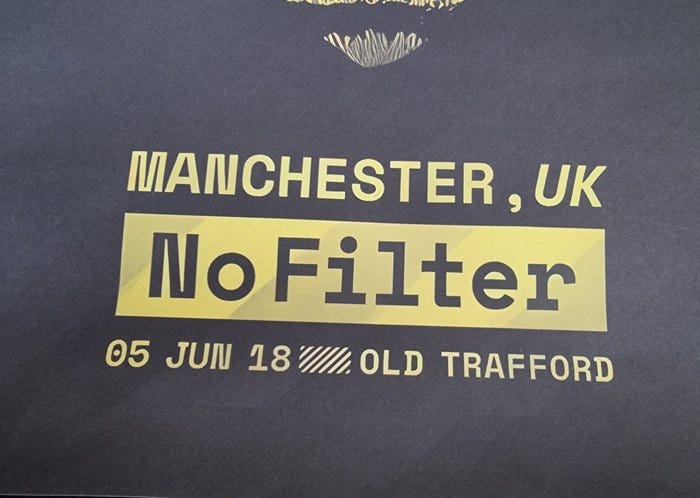 MANCHESTER, UK
No Filter
05 JUN 18 OLD TRAFFORD